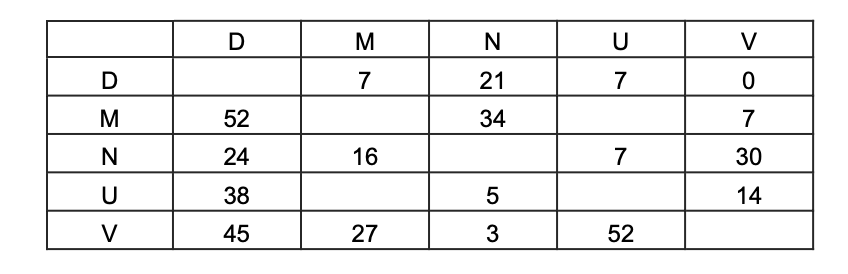 D M N U V
D 7 21 7 0
M 52 34 7
N 24 16 7 30
U 38 5 14
V 45 27 3 52